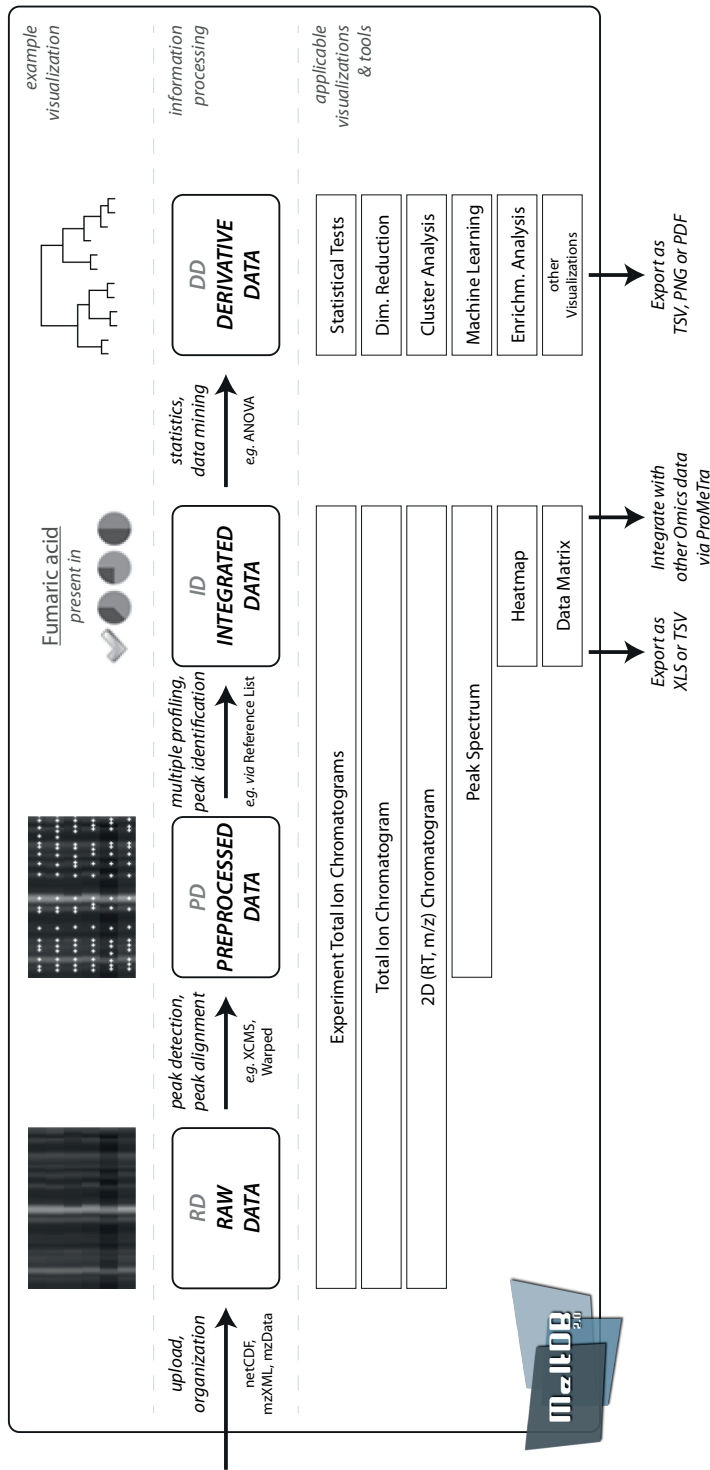 example
visualization
Fumaric acid
present in
information
processing
upload,
organization
netCDF,
mzXML, mzData
RD
RAW
DATA
peak detection,
peak alignment
e.g. XCMS,
Warped
PD
PREPROCESSED
DATA
multiple profiling,
peak identification
e.g. via Reference List
ID
INTEGRATED
DATA
statistics,
data mining
e.g. ANOVA
DD
DERIVATIVE
DATA
applicable
visualizations
& tools
Experiment Total Ion Chromatograms
Total Ion Chromatogram
2D (RT, m/z) Chromatogram
Peak Spectrum
Heatmap
Data Matrix
Statistical Tests
Dim. Reduction
Cluster Analysis
Machine Learning
Enrichm. Analysis
other
Visualizations
MeltDB
2.0
Export as
XLS or TSV
Integrate with
other Omics data
via ProMeTra
Export as
TSV, PNG or PDF